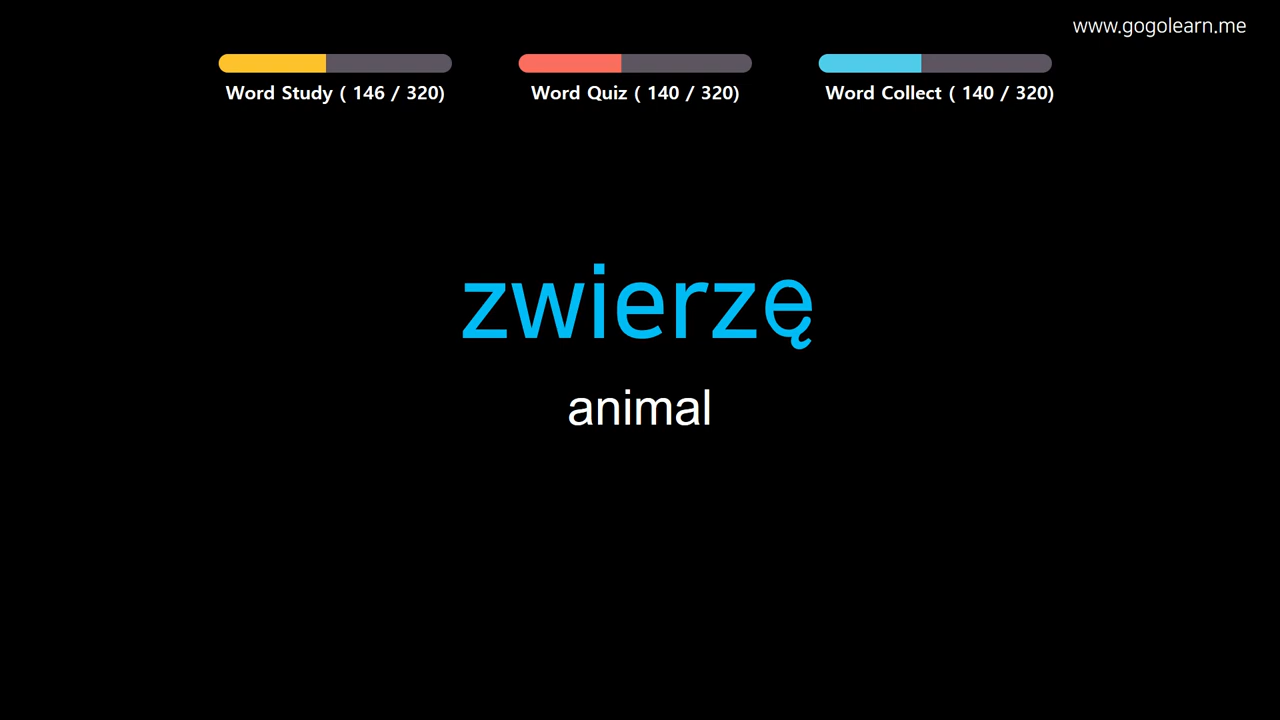 www.gogolearn.me
Word Study ( 146 / 320)
Word Quiz ( 140 / 320)
Word Collect ( 140 / 320)
zwierzę
animal